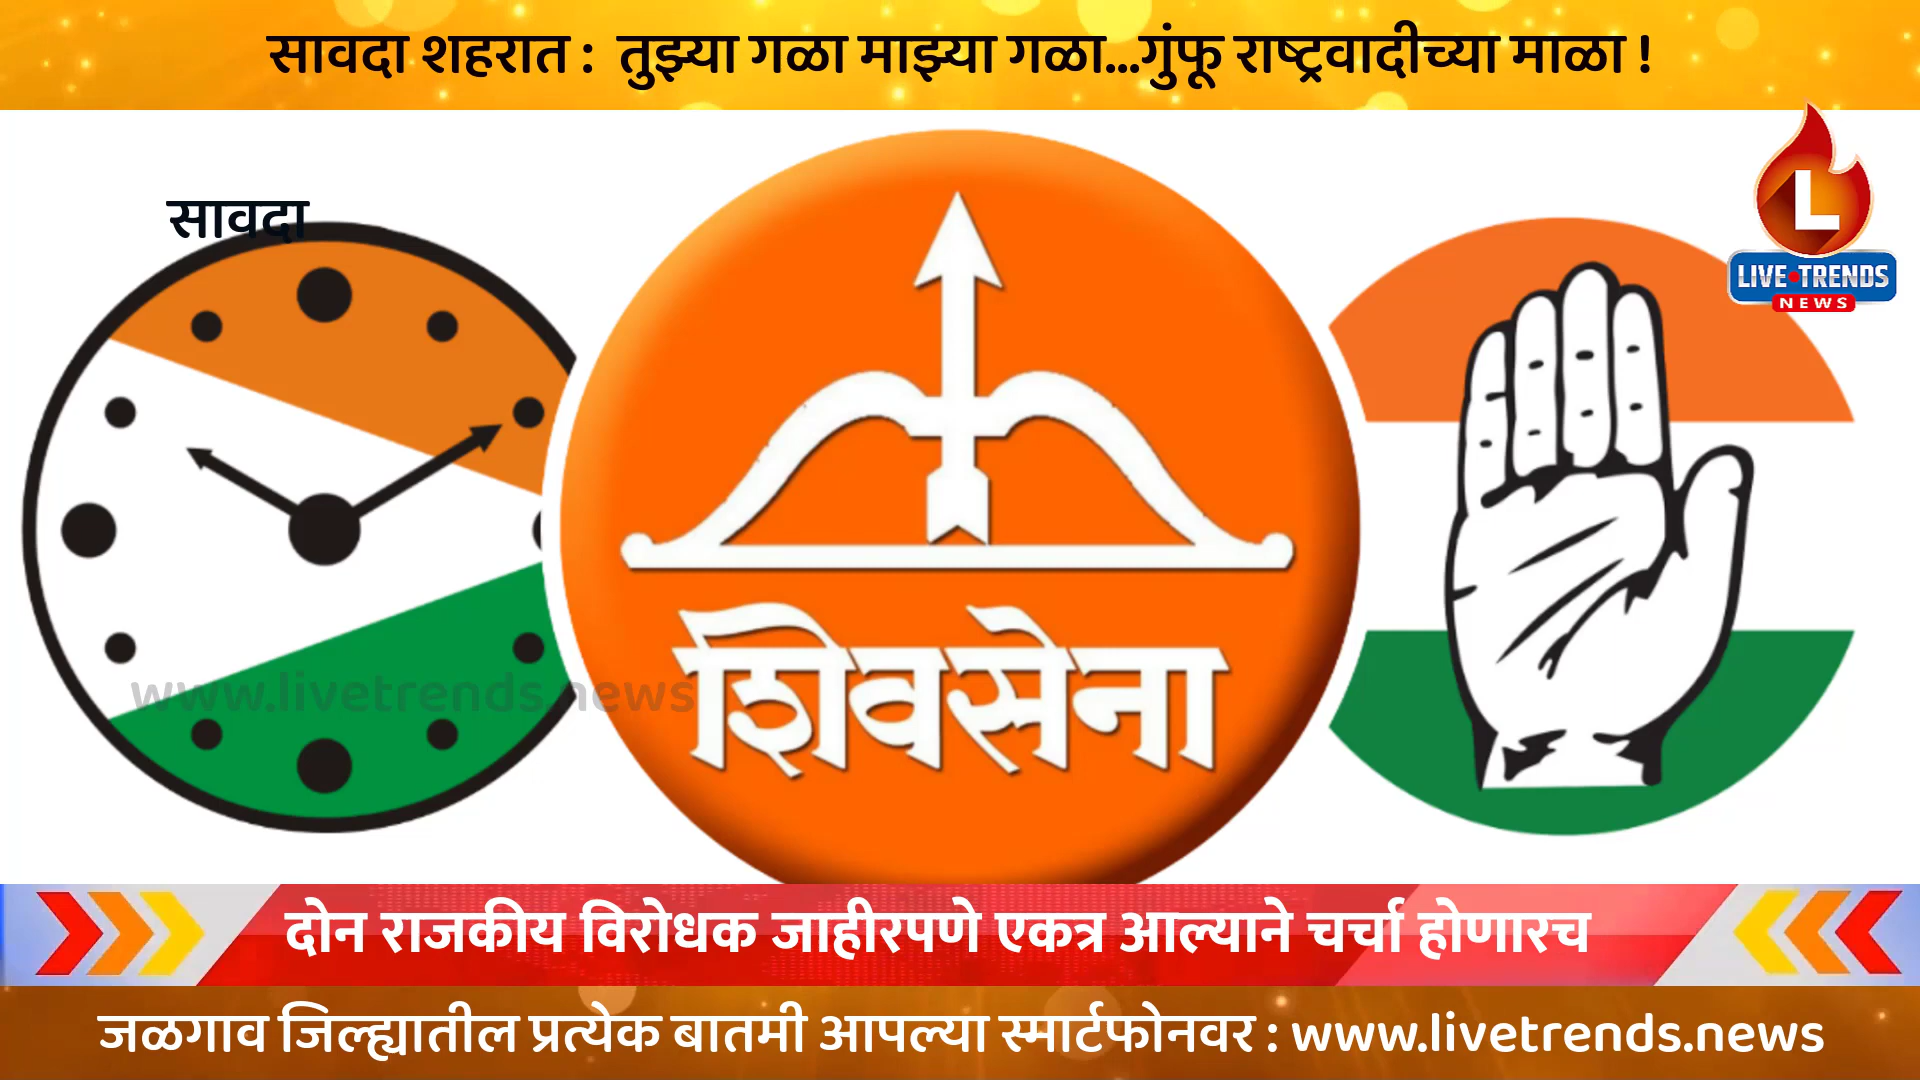 सावदा शहरात : तुझ्या गळा माझ्या गळा...गुंफू राष्ट्रवादीच्या माळा !
सावदा
L
LIVE•TRENDS
NEWS
शिवसेना
www.livetrends.news
दोन राजकीय विरोधक जाहीरपणे एकत्र आल्याने चर्चा होणारच
जळगाव जिल्ह्यातील प्रत्येक बातमी आपल्या स्मार्टफोनवर : www.livetrends.news